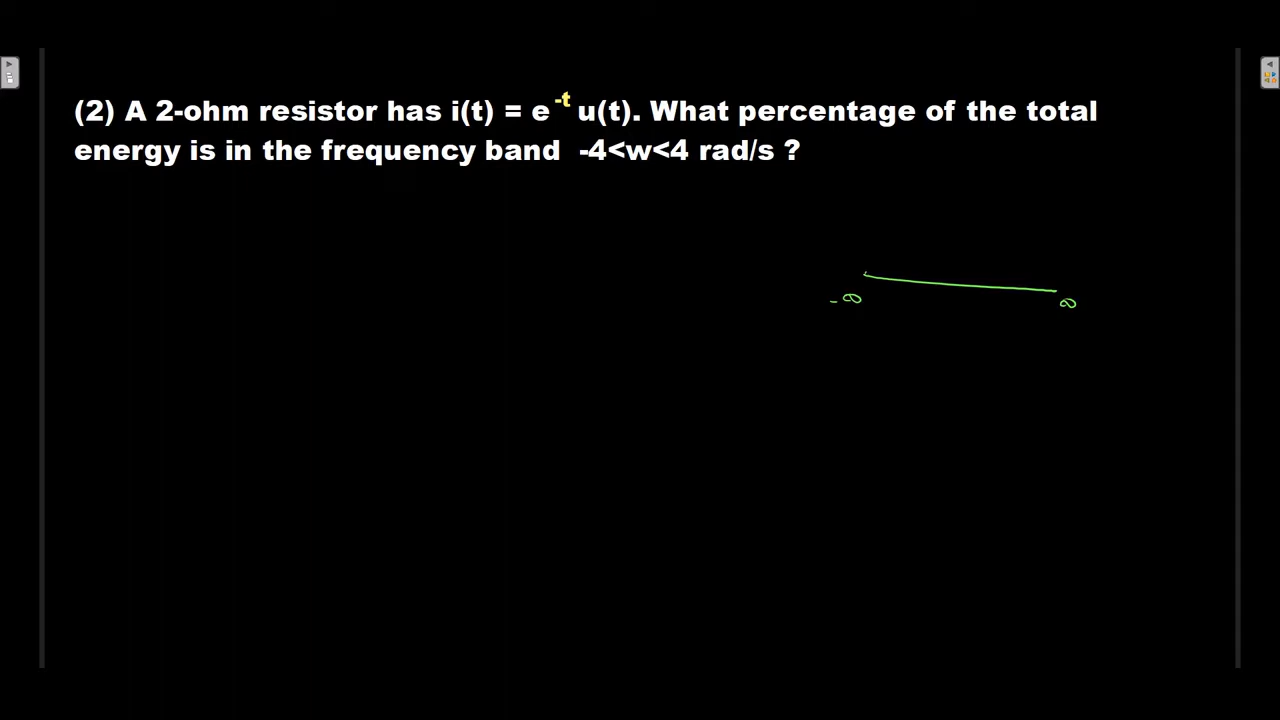 (2) A 2-ohm resistor has i(t) = e^-t u(t). What percentage of the total
energy is in the frequency band -4<w<4 rad/s ?
- ∞ ∞